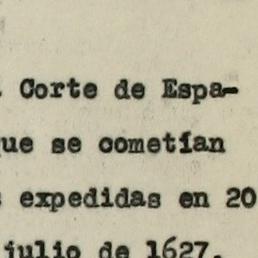 Corte de Espa-
que se cometían
s expedidas en 20
julio de 1627.